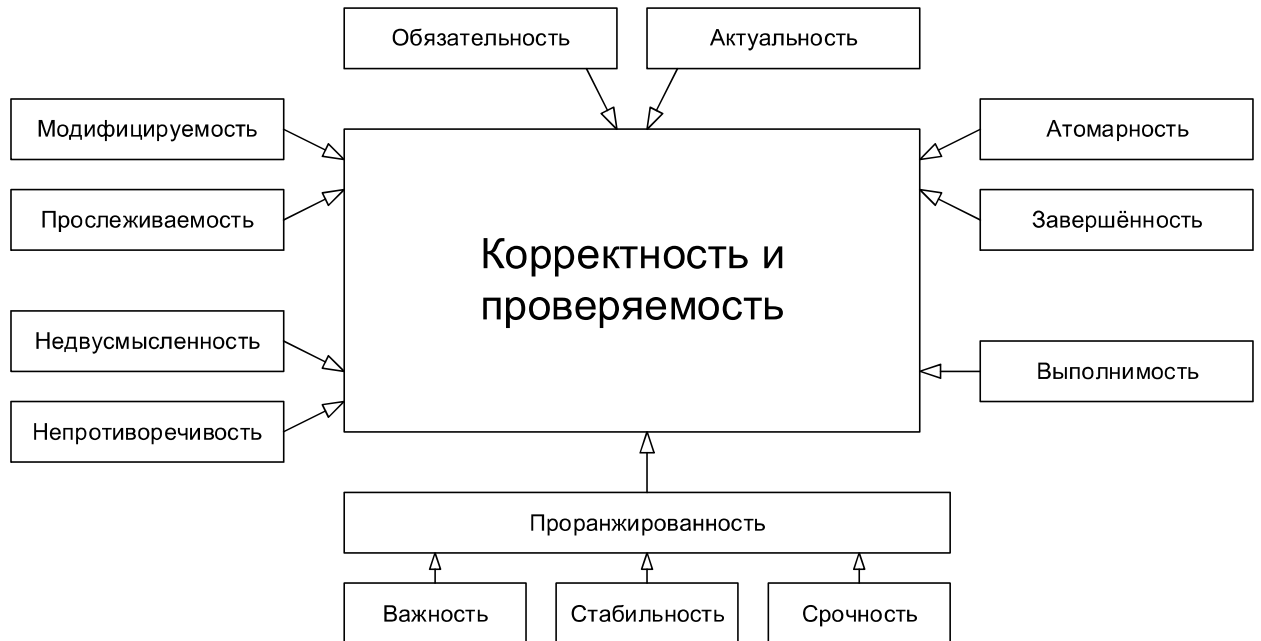 Обязательность
Актуальность
Модифицируемость
Атомарность
Прослеживаемость
Завершённость
Корректность и
проверяемость
Недвусмысленность
Выполнимость
Непротиворечивость
Проранжированность
Важность
Стабильность
Срочность